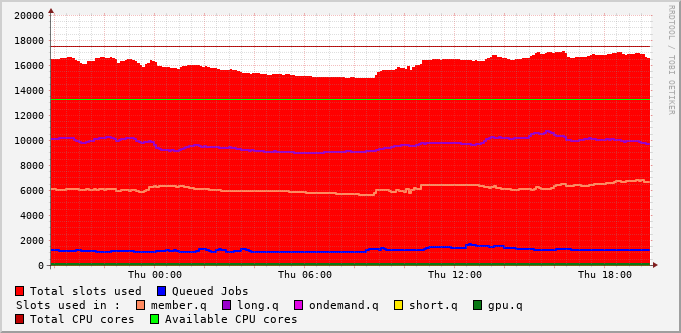 RRDTOOL / TOBI OETIKER
20000
18000
16000
14000
12000
10000
8000
6000
4000
2000
0
Thu 00:00 Thu 06:00 Thu 12:00 Thu 18:00
Total slots used Queued Jobs
Slots used in : member.q long.q ondemand.q short.q gpu.q
Total CPU cores Available CPU cores